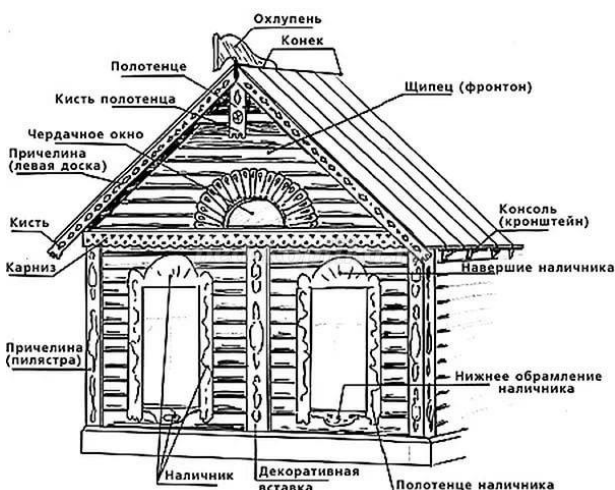 Охлупень
Конек
Полотенце
Щипец (фронтон)
Кисть полотенца
Чердачное окно
Причелина
(левая доска)
Кисть
Консоль
(кронштейн)
Карниз
Навершие наличника
Причелина
(пилястра)
Нижнее обрамление
наличника
Наличник
Декоративная
вставка
Полотенце наличника